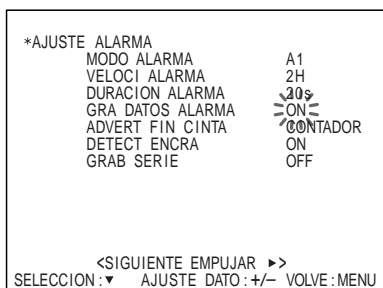 *AJUSTE ALARMA
MODO ALARMA A1
VELOCI ALARMA 2H
DURACION ALARMA 20s
GRA DATOS ALARMA ON
ADVERT FIN CINTA CONTADOR
DETECT ENCRA ON
GRAB SERIE OFF
<SIGUIENTE EMPUJAR ►>
SELECCION:▼ AJUSTE DATO:+/– VOLVE:MENU